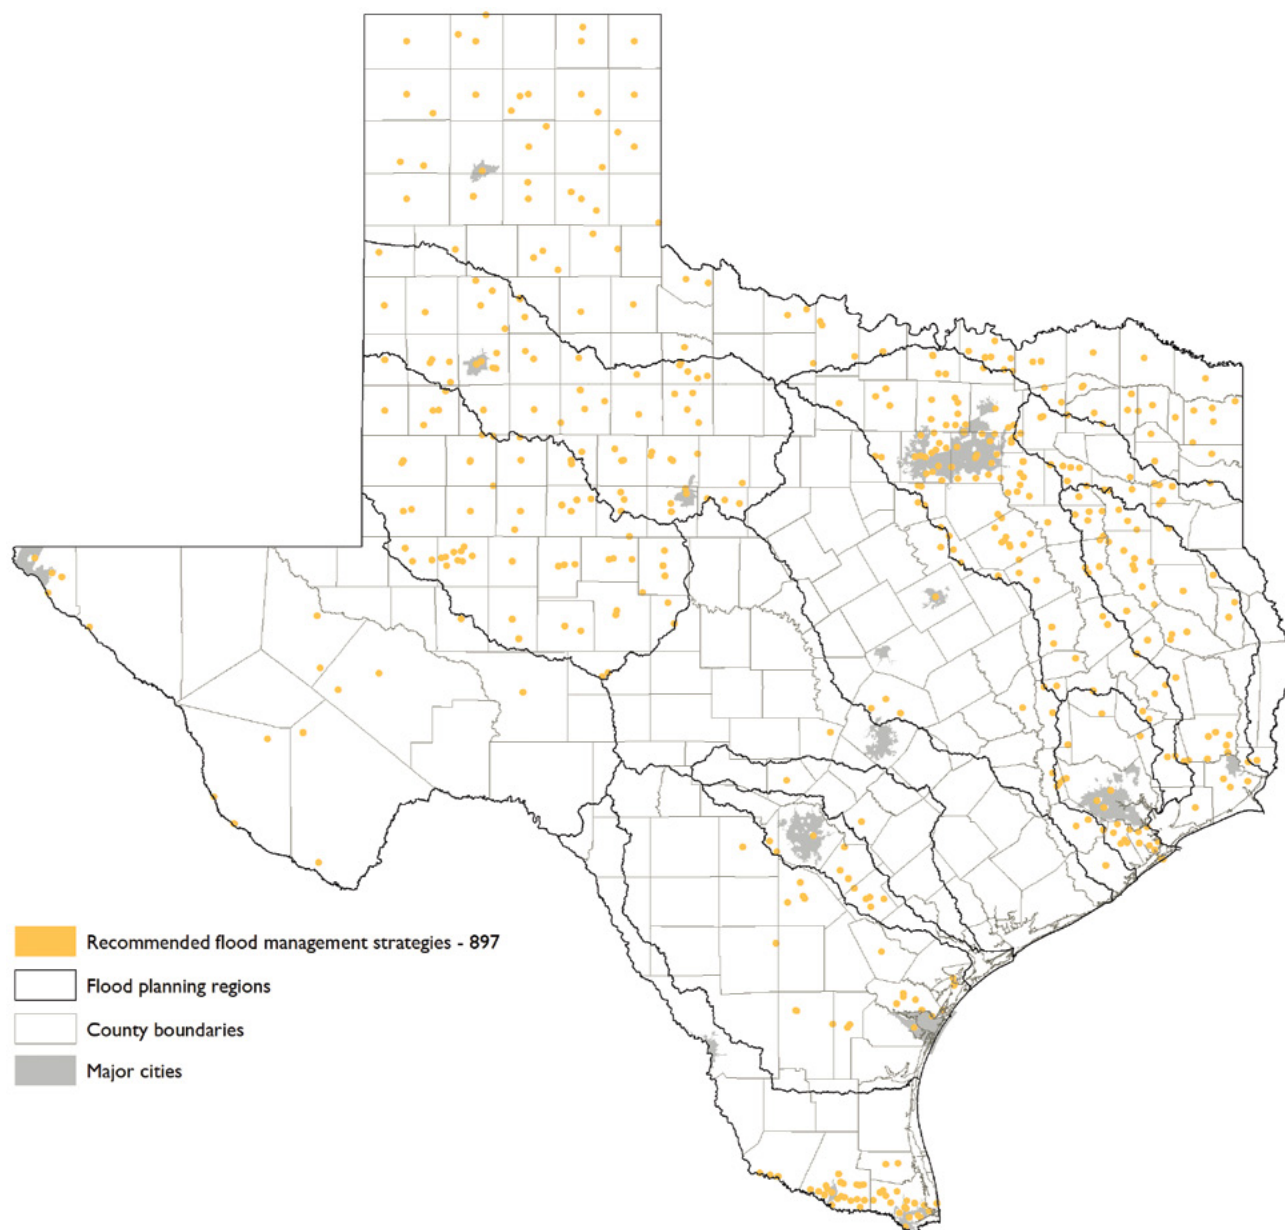 Recommended flood management strategies - 897
Flood planning regions
County boundaries
Major cities